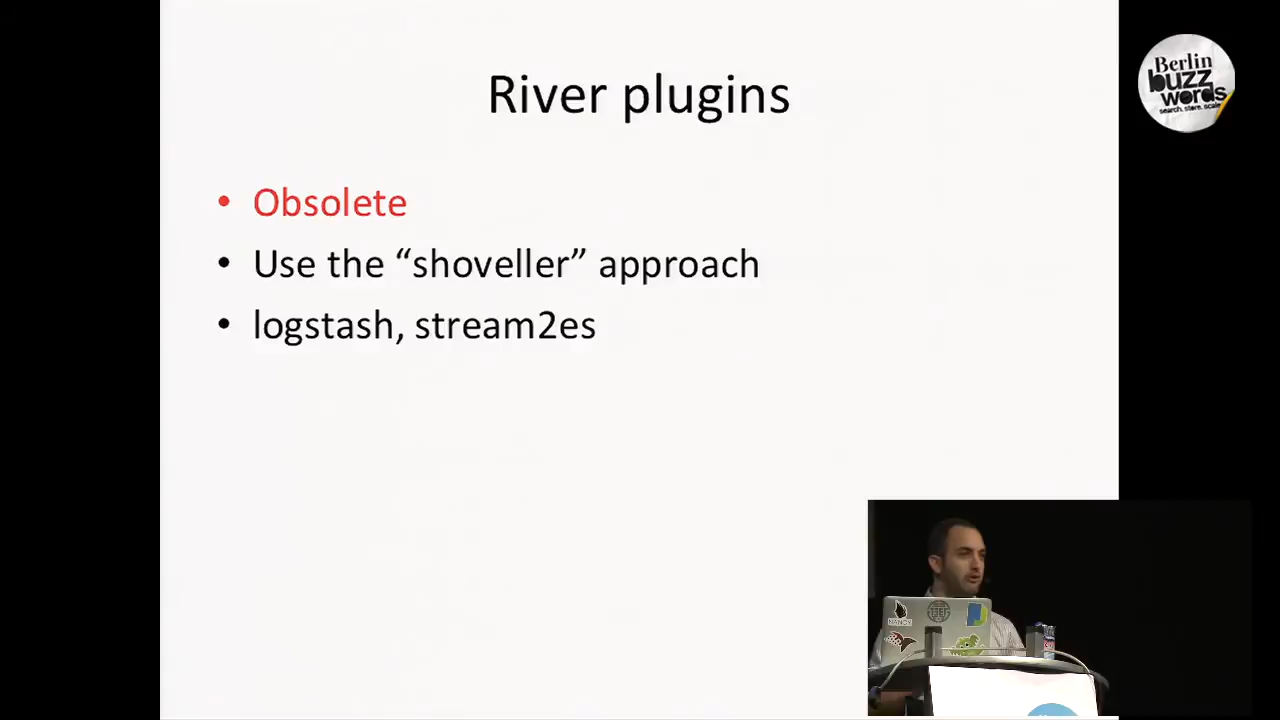 River plugins
• Obsolete
• Use the “shoveller” approach
• logstash, stream2es
Berlin
buzz
words
search. store. scale.